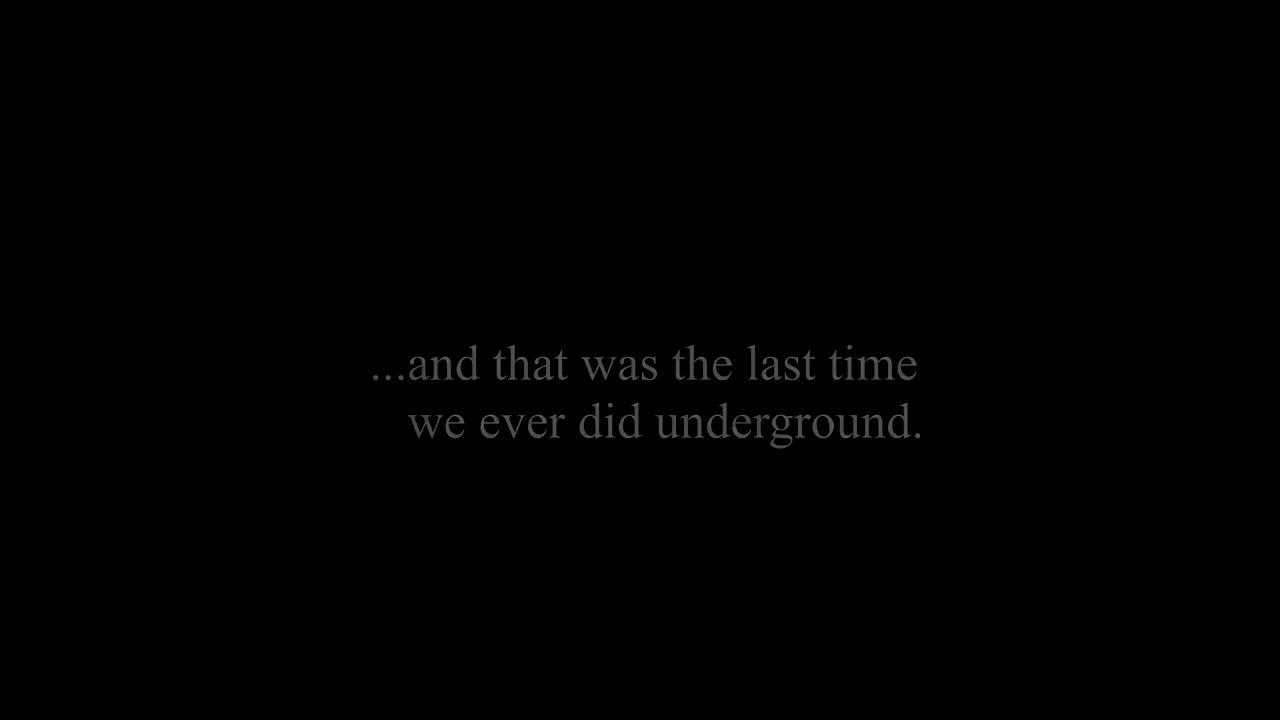 ...and that was the last time
we ever did underground.